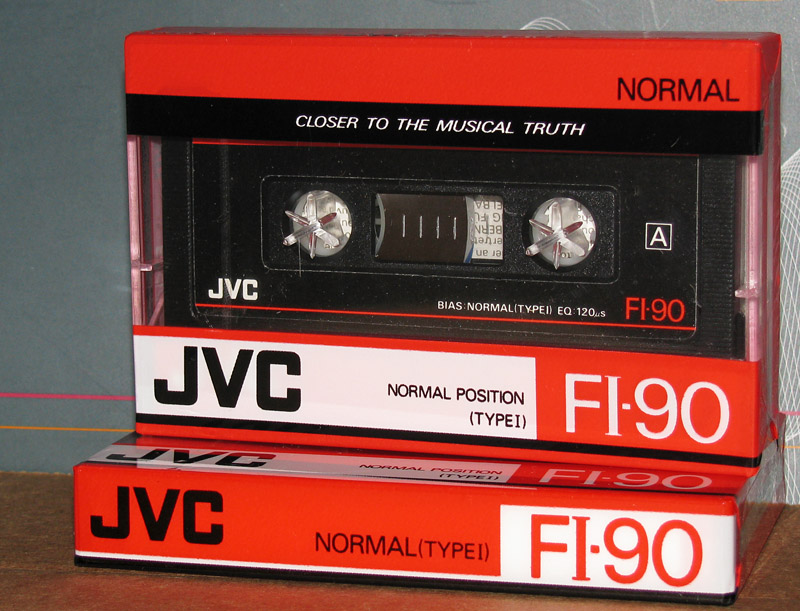 NORMAL
CLOSER TO THE MUSICAL TRUTH
A
JVC
BIAS:NORMAL(TYPEI) EQ:120µs
FI-90
JVC
NORMAL POSITION
(TYPEI)
FI-90
JVC
NORMAL POSITION
(TYPEI)
FI-90
JVC
NORMAL(TYPEI)
FI-90